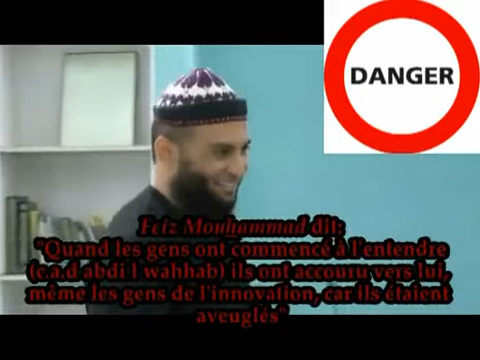 DANGER
Feiz Mouhammad dit:
"Quand les gens ont commencé à l'entendre
(c.a.d abdi l wahhab) ils ont accouru vers lui,
même les gens de l'innovation, car ils étaient
aveuglés"